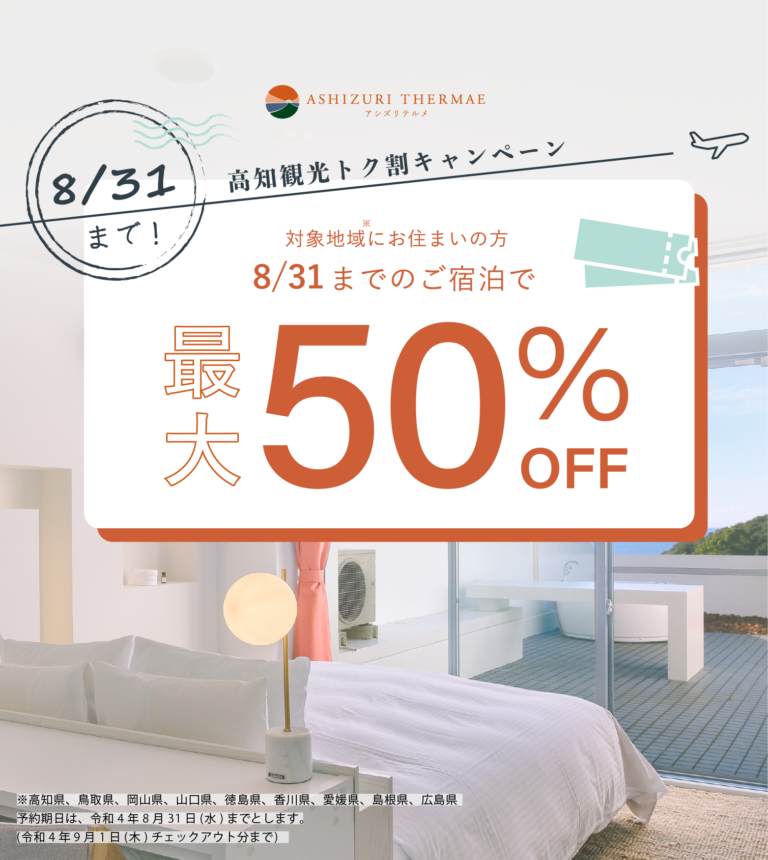 ASHIZURI THERMAE
アシズリテルメ
8/31
まで！
高知観光トク割キャンペーン
※
対象地域にお住まいの方
8/31までのご宿泊で
最大50%
OFF
※高知県、鳥取県、岡山県、山口県、徳島県、香川県、愛媛県、島根県、広島県
予約期日は、令和4年8月31日(水)までとします。
(令和4年9月1日(木)チェックアウト分まで)